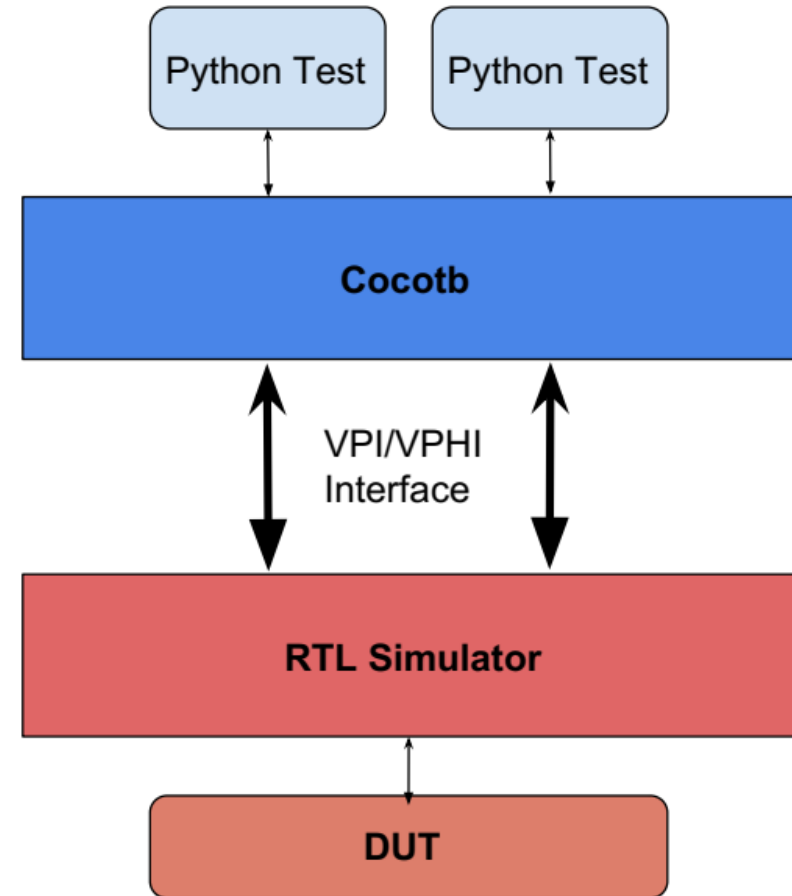 Python Test
Python Test
Cocotb
VPI/VPHI
Interface
RTL Simulator
DUT